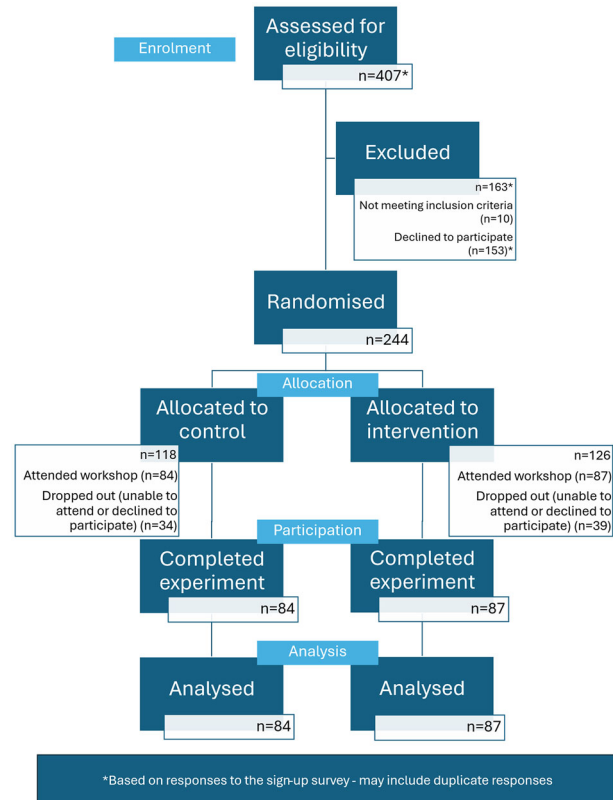 Assessed for
eligibility
Enrolment
n=407*
Excluded
n=163*
Not meeting inclusion criteria
(n=10)
Declined to participate
(n=153)*
Randomised
n=244
Allocation
Allocated to
control
n=118
Attended workshop (n=84)
Dropped out (unable to
attend or declined to
participate) (n=34)
Allocated to
intervention
n=126
Attended workshop (n=87)
Dropped out (unable to
attend or declined to
participate) (n=39)
Participation
Completed
experiment
n=84
Completed
experiment
n=87
Analysis
Analysed
n=84
Analysed
n=87
*Based on responses to the sign-up survey - may include duplicate responses